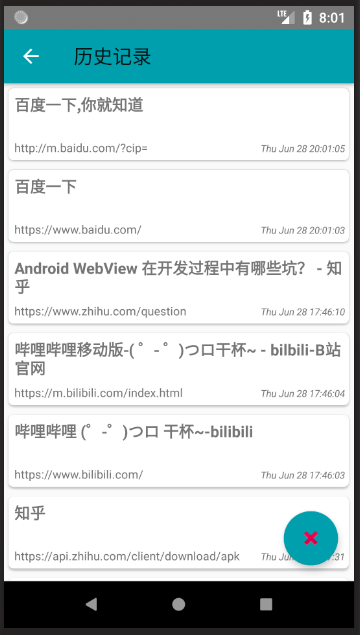 LTE 8:01
历史记录
百度一下,你就知道
http://m.baidu.com/?cip= Thu Jun 28 20:01:05
百度一下
https://www.baidu.com/ Thu Jun 28 20:01:03
Android WebView 在开发过程中有哪些坑？ - 知
乎
https://www.zhihu.com/question Thu Jun 28 17:46:10
哔哩哔哩移动版-( ゜- ゜)つロ干杯~ - bilbili-B站
官网
https://m.bilibili.com/index.html Thu Jun 28 17:46:04
哔哩哔哩 (゜-゜)つロ 干杯~-bilibili
https://www.bilibili.com/ Thu Jun 28 17:46:03
知乎
https://api.zhihu.com/client/download/apk Thu 7:31